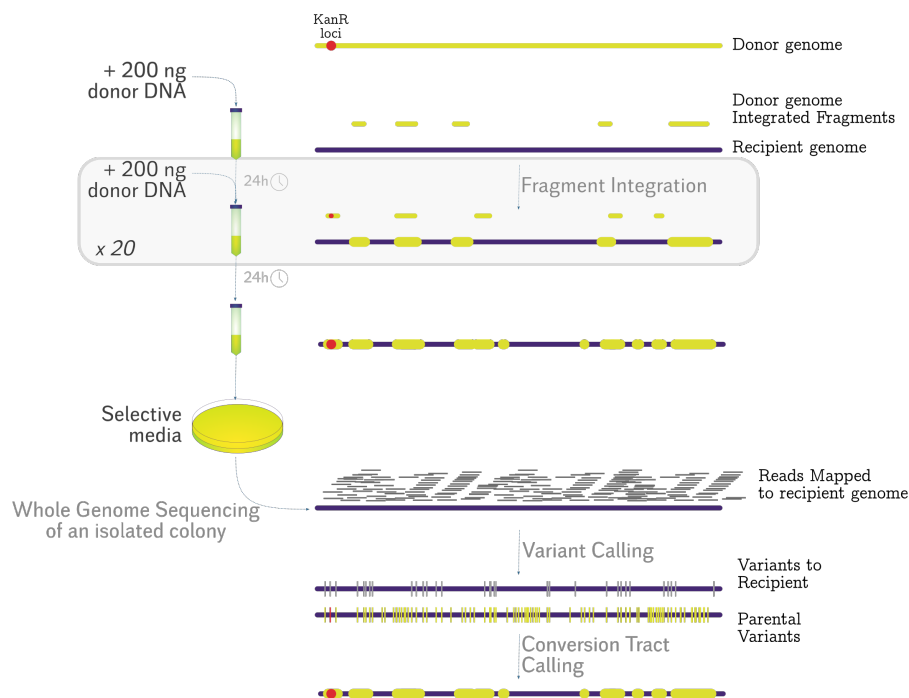 KanR
loci
Donor genome
+ 200 ng
donor DNA
Donor genome
Integrated Fragments
Recipient genome
+ 200 ng
donor DNA
24h
Fragment Integration
x 20
24h
Selective
media
Reads Mapped
to recipient genome
Whole Genome Sequencing
of an isolated colony
Variant Calling
Variants to
Recipient
Parental
Variants
Conversion Tract
Calling